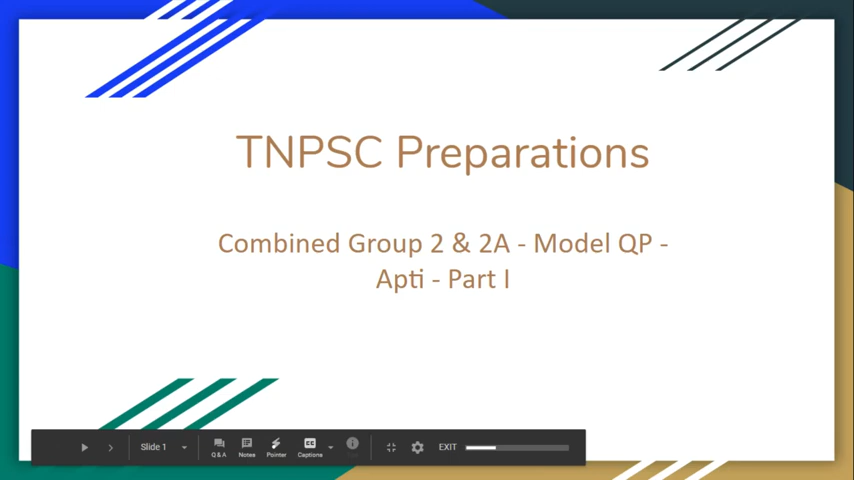 TNPSC Preparations
Combined Group 2 & 2A - Model QP -
Apti - Part I
Slide 1
Q & A
Notes
Pointer
Captions
EXIT